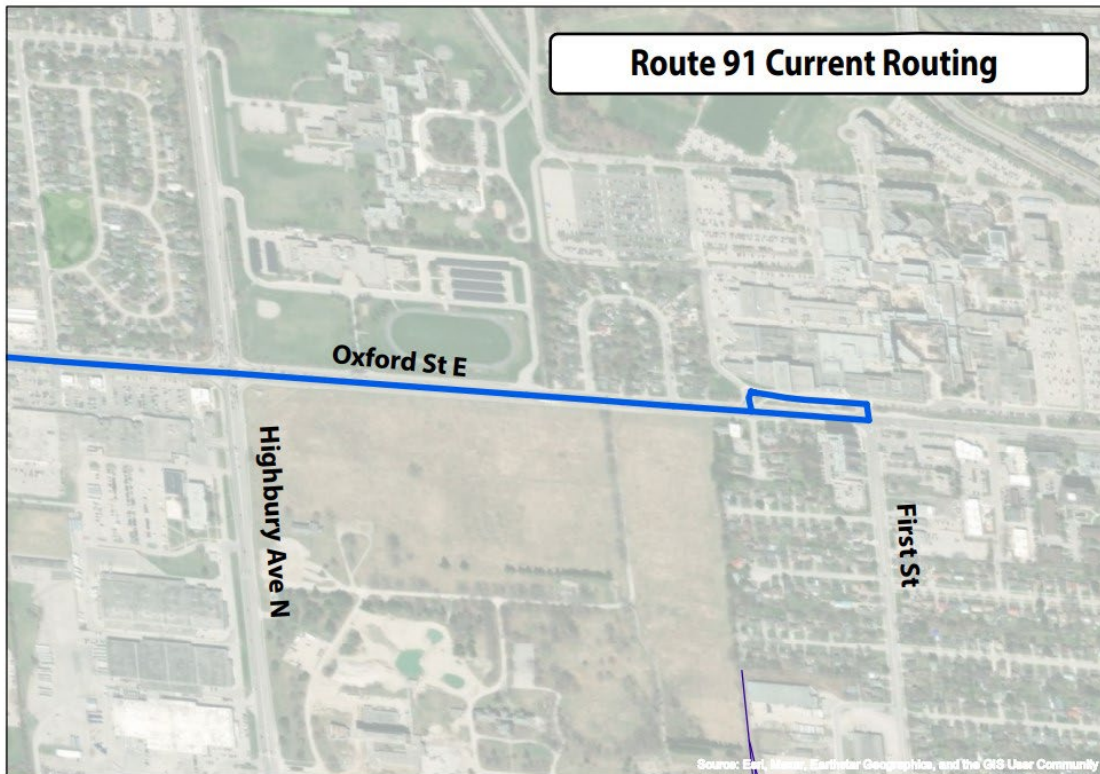 Route 91 Current Routing
Oxford St E
Highbury Ave N
First St
Source: Esri, Maxar, Earthstar Geographics, and the GIS User Community